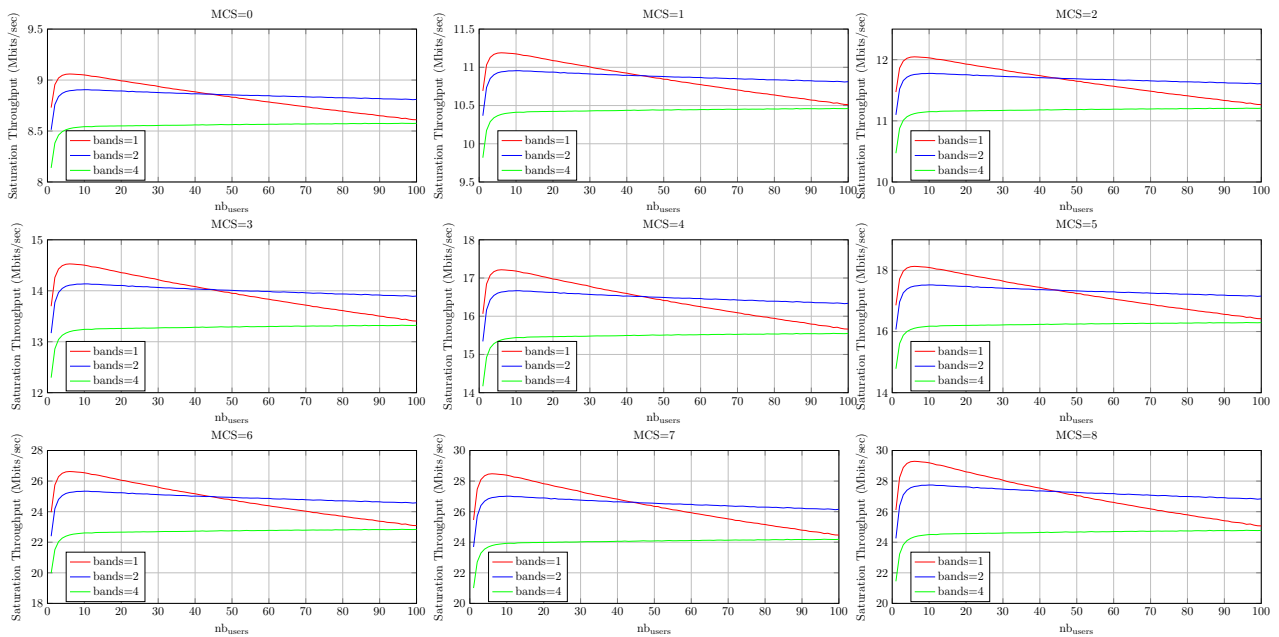 MCS=0
Saturation Throughput (Mbits/sec)
9.5
9
8.5
8
bands=1
bands=2
bands=4
0 10 20 30 40 50 60 70 80 90 100
nb_users
MCS=1
Saturation Throughput (Mbits/sec)
11.5
11
10.5
10
9.5
bands=1
bands=2
bands=4
0 10 20 30 40 50 60 70 80 90 100
nb_users
MCS=2
Saturation Throughput (Mbits/sec)
12
11
10
bands=1
bands=2
bands=4
0 10 20 30 40 50 60 70 80 90 100
nb_users
MCS=3
Saturation Throughput (Mbits/sec)
15
14
13
12
bands=1
bands=2
bands=4
0 10 20 30 40 50 60 70 80 90 100
nb_users
MCS=4
Saturation Throughput (Mbits/sec)
18
17
16
15
14
bands=1
bands=2
bands=4
0 10 20 30 40 50 60 70 80 90 100
nb_users
MCS=5
Saturation Throughput (Mbits/sec)
18
16
14
bands=1
bands=2
bands=4
0 10 20 30 40 50 60 70 80 90 100
nb_users
MCS=6
Saturation Throughput (Mbits/sec)
28
26
24
22
20
18
bands=1
bands=2
bands=4
0 10 20 30 40 50 60 70 80 90 100
nb_users
MCS=7
Saturation Throughput (Mbits/sec)
30
28
26
24
22
20
bands=1
bands=2
bands=4
0 10 20 30 40 50 60 70 80 90 100
nb_users
MCS=8
Saturation Throughput (Mbits/sec)
30
28
26
24
22
20
bands=1
bands=2
bands=4
0 10 20 30 40 50 60 70 80 90 100
nb_users